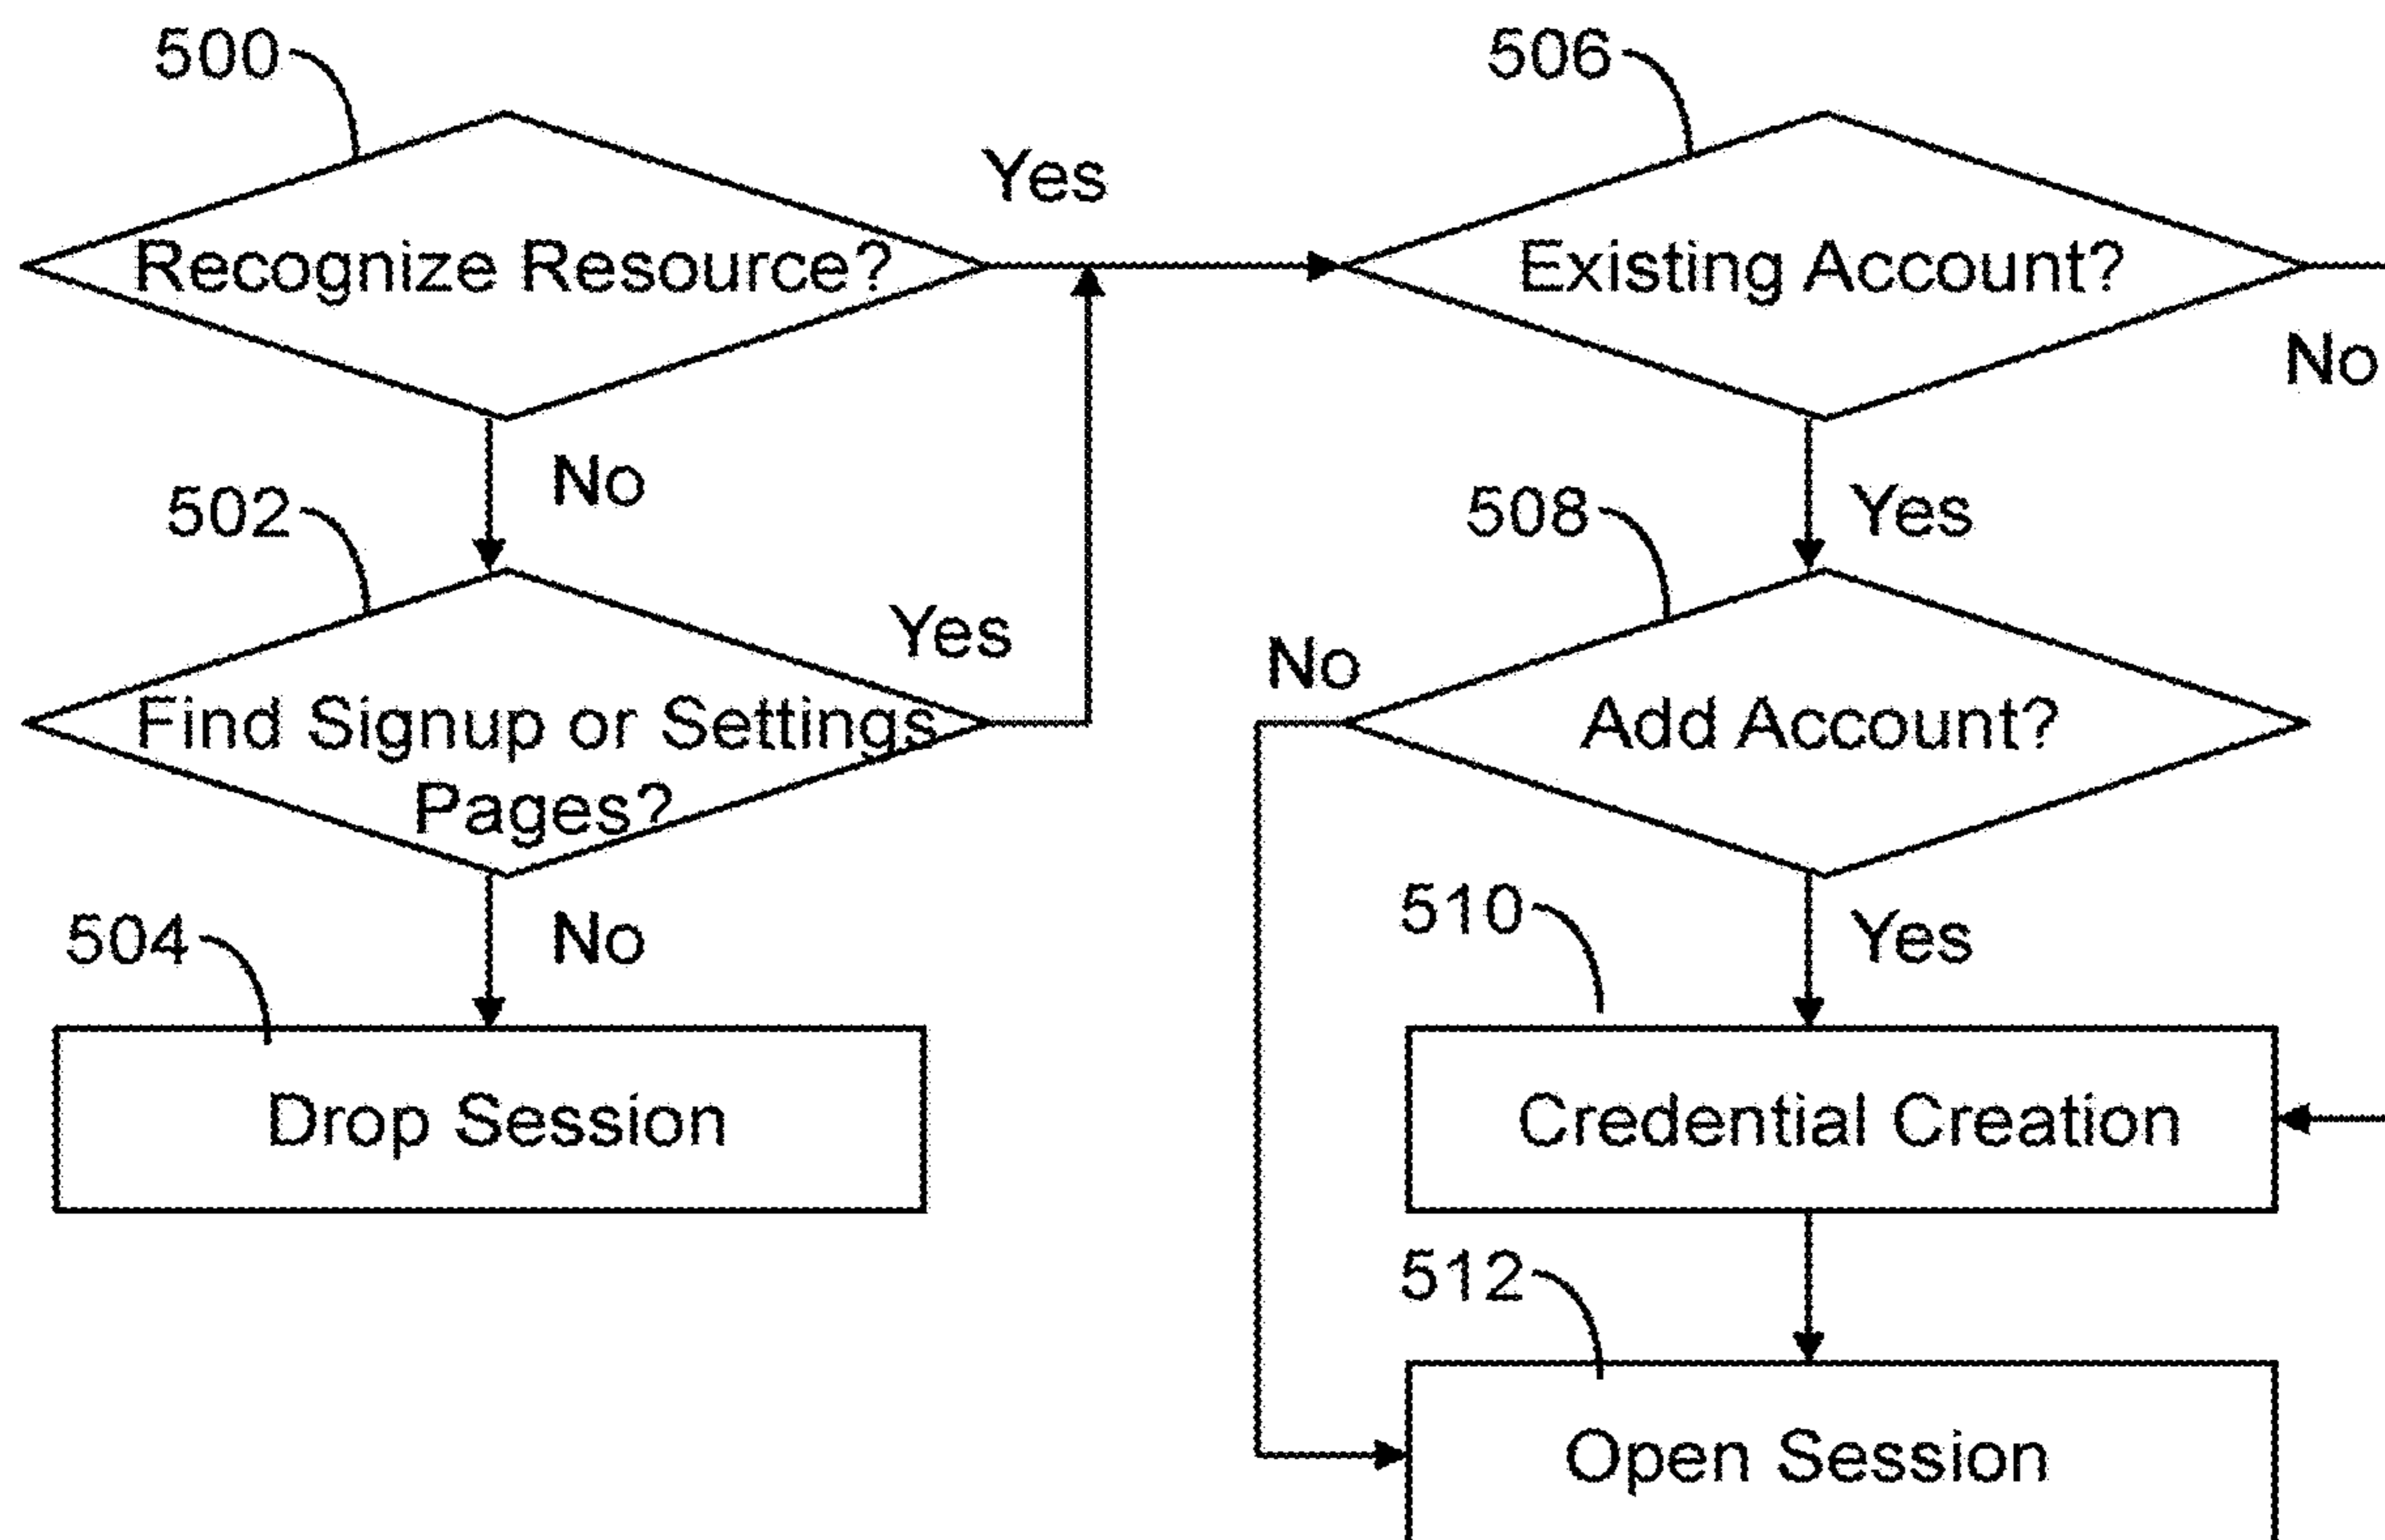 500
Recognize Resource?
Yes
No
502
Find Signup or Settings
Pages?
Yes
No
504
Drop Session
506
Existing Account?
No
Yes
508
Add Account?
No
Yes
510
Credential Creation
512
Open Session